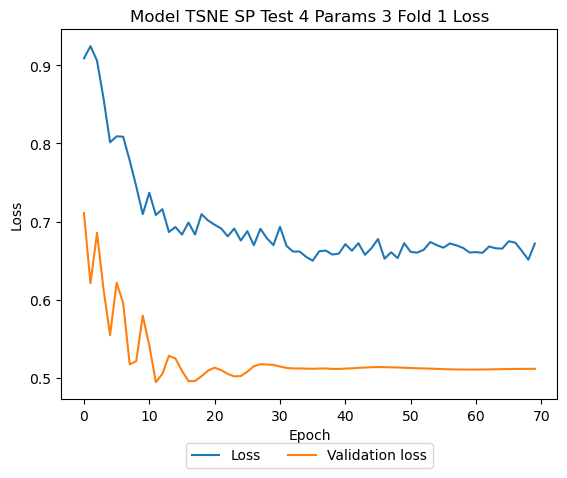 Model TSNE SP Test 4 Params 3 Fold 1 Loss
0.9
0.8
0.7
0.6
0.5
Loss
0 10 20 30 40 50 60 70
Epoch
Loss Validation loss